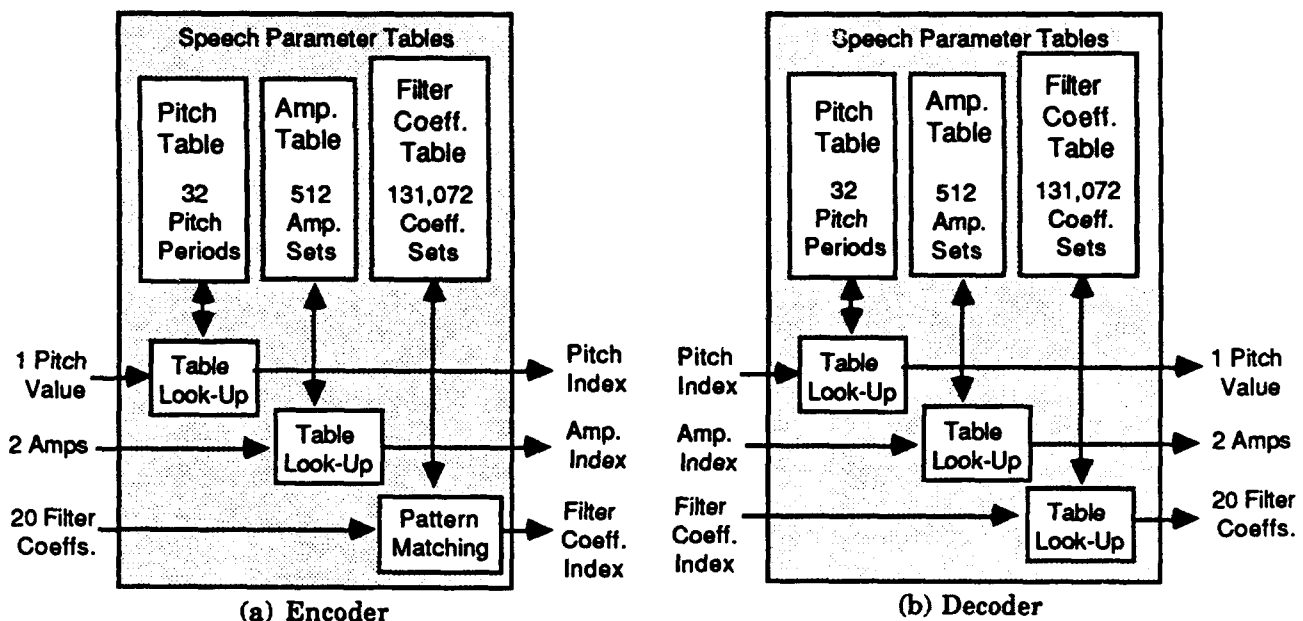 Speech Parameter Tables
Pitch
Table
32
Pitch
Periods
Amp.
Table
512
Amp.
Sets
Filter
Coeff.
Table
131,072
Coeff.
Sets
1 Pitch
Value
Table
Look-Up
Pitch
Index
2 Amps
Table
Look-Up
Amp.
Index
20 Filter
Coeffs.
Pattern
Matching
Filter
Coeff.
Index
(a) Encoder
Speech Parameter Tables
Pitch
Table
32
Pitch
Periods
Amp.
Table
512
Amp.
Sets
Filter
Coeff.
Table
131,072
Coeff.
Sets
Pitch
Index
Table
Look-Up
1 Pitch
Value
Amp.
Index
Table
Look-Up
2 Amps
Filter
Coeff.
Index
Table
Look-Up
20 Filter
Coeffs.
(b) Decoder